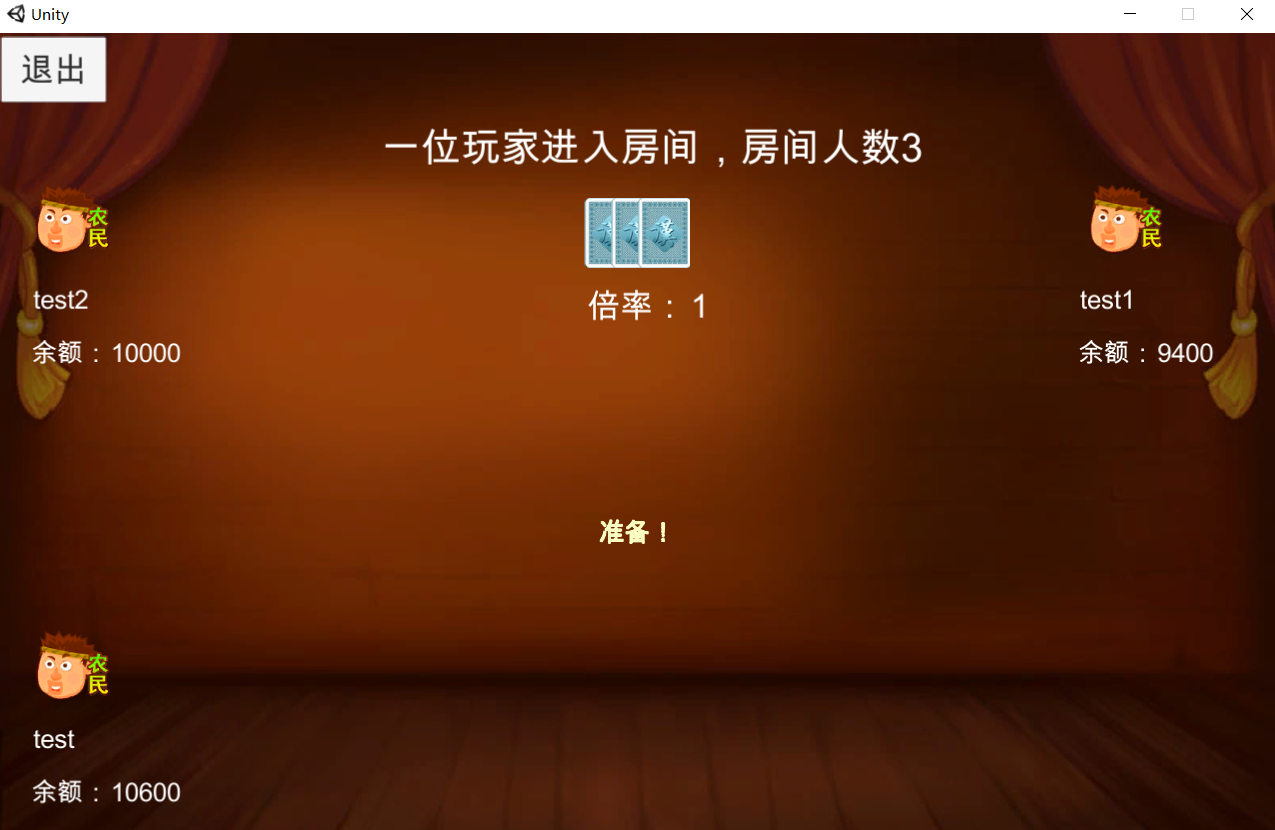 Unity
退出
一位玩家进入房间，房间人数3
农民
农民
倍率：1
test2
test1
余额：10000
余额：9400
准备！
农民
test
余额：10600